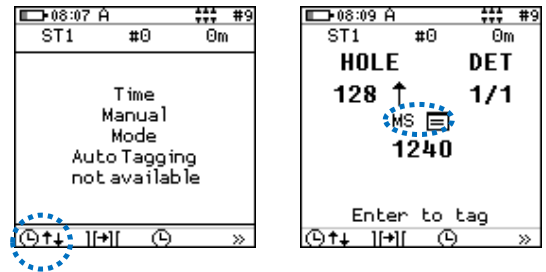 08:07 A #9
ST1 #0 0m
Time
Manual
Mode
Auto Tagging
not available
»
08:09 A #9
ST1 #0 0m
HOLE DET
128 ↑ 1/1
MS
1240
Enter to tag
»